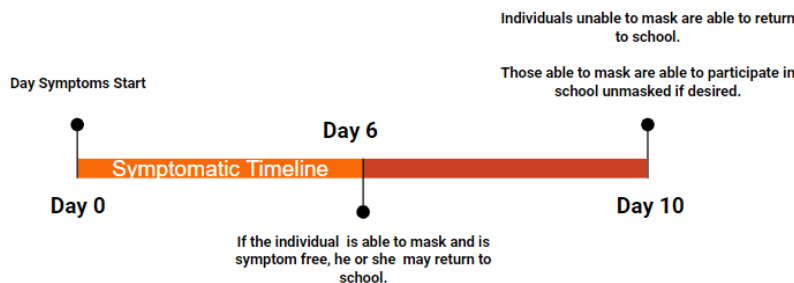 Individuals unable to mask are able to return
to school.
Those able to mask are able to participate in
school unmasked if desired.
Day Symptoms Start
Day 6
Symptomatic Timeline
Day 0
Day 10
If the individual is able to mask and is
symptom free, he or she may return to
school.